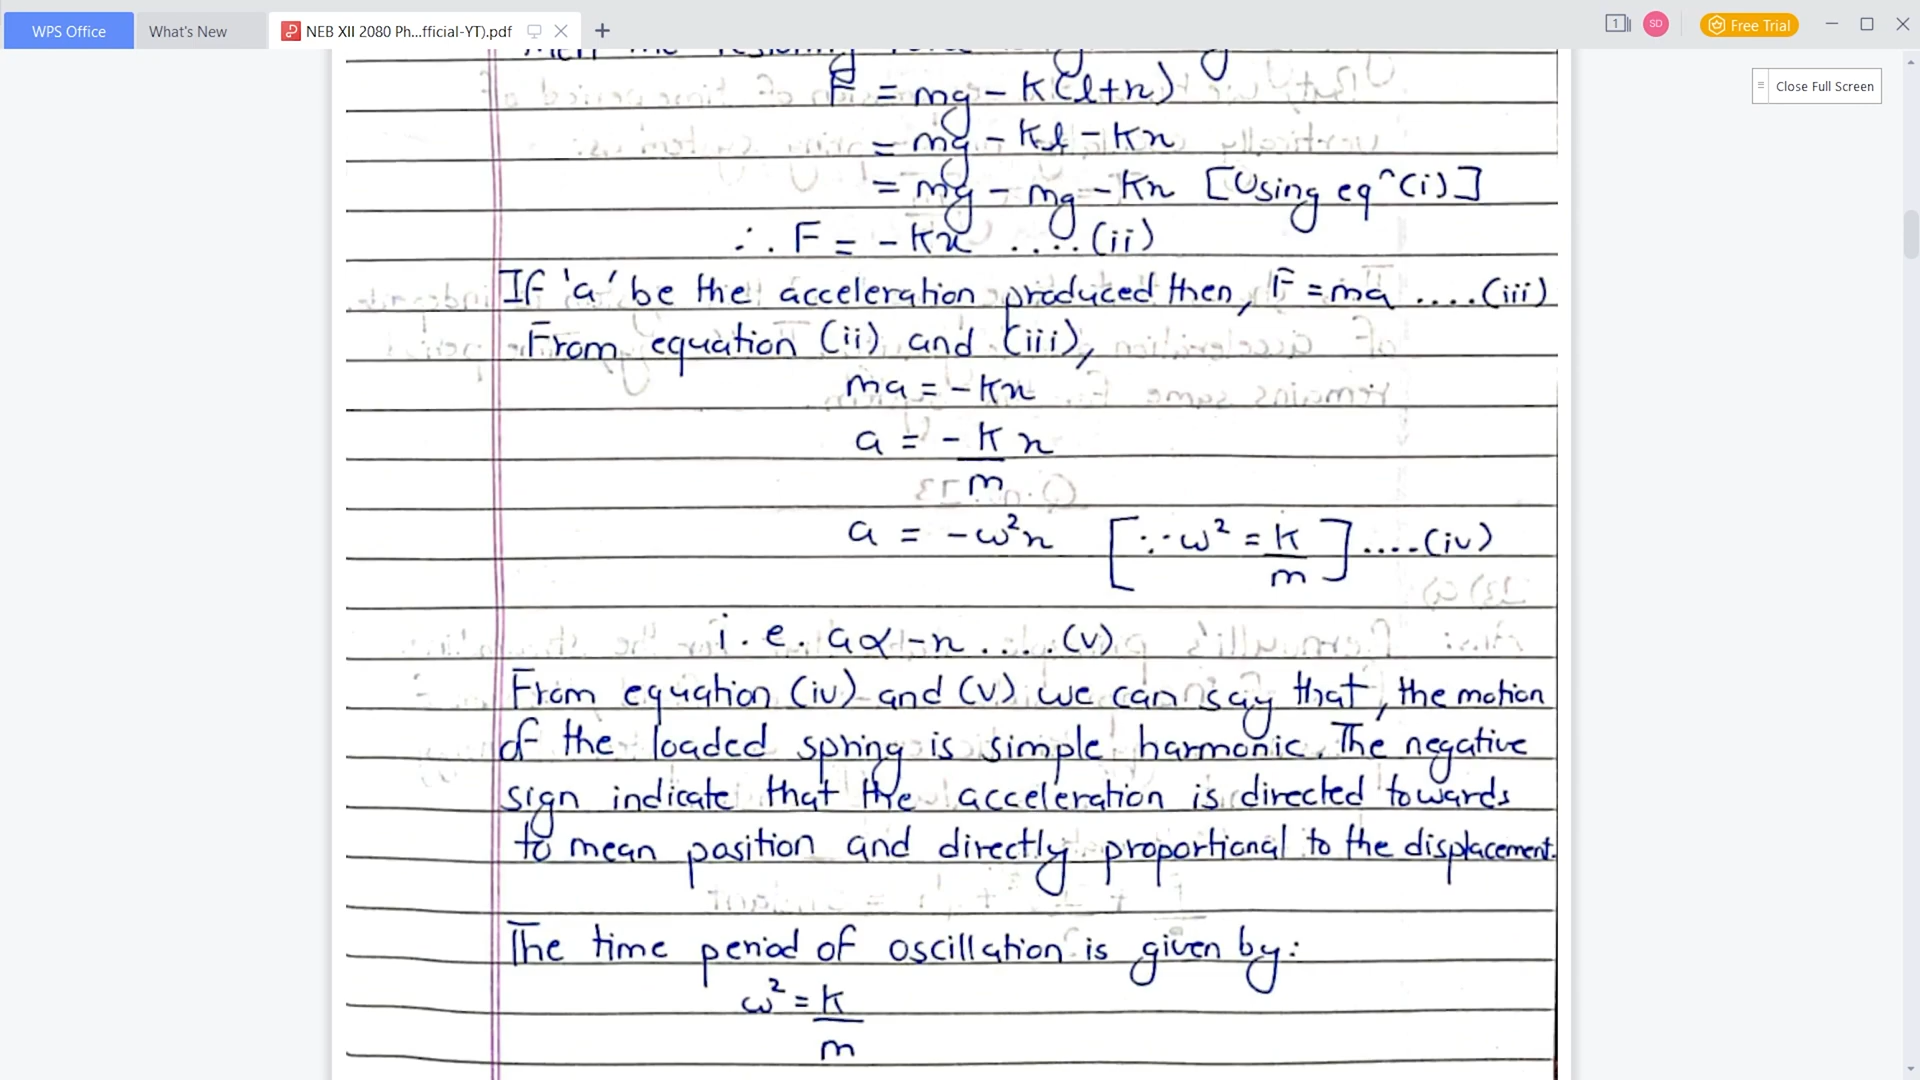 WPS Office
What's New
NEB XII 2080 Ph...fficial-YT).pdf
1
SD
Free Trial
Close Full Screen
F = mg - K(l+x)
= mg - Kl - Kx
= mg - mg - Kx [Using eq^(i)]
∴ F = - Kx ....(ii)
If 'a' be the acceleration produced then, F = ma ....(iii)
From equation (ii) and (iii),
ma = - Kx
a = - K x
m
a = - ω²x [∵ ω² = K ] ....(iv)
m
i.e. a α - x ....(v)
From equation (iv) and (v) we can say that, the motion
of the loaded spring is simple harmonic. The negative
sign indicate that the acceleration is directed towards
to mean position and directly proportional to the displacement.
The time period of oscillation is given by:
ω² = K
m